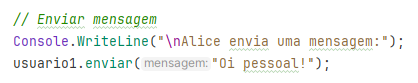 // Enviar mensagem
Console.WriteLine("\nAlice envia uma mensagem:");
usuario1.enviar( mensagem: "Oi pessoal!");